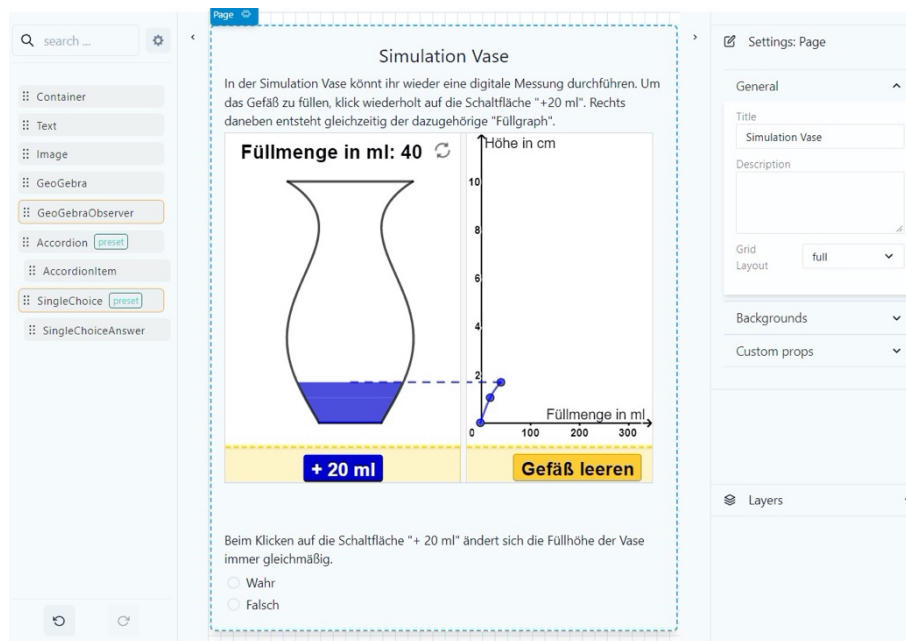 search ...
Container
Text
Image
GeoGebra
GeoGebraObserver
Accordion preset
AccordionItem
SingleChoice preset
SingleChoiceAnswer
Page
Simulation Vase
In der Simulation Vase könnt ihr wieder eine digitale Messung durchführen. Um
das Gefäß zu füllen, klick wiederholt auf die Schaltfläche "+20 ml". Rechts
daneben entsteht gleichzeitig der dazugehörige "Füllgraph".
Füllmenge in ml: 40
Höhe in cm
10
8
6
4
2
Füllmenge in ml
0 100 200 300
+ 20 ml
Gefäß leeren
Beim Klicken auf die Schaltfläche "+ 20 ml" ändert sich die Füllhöhe der Vase
immer gleichmäßig.
Wahr
Falsch
Settings: Page
General
Title
Simulation Vase
Description
Grid
Layout
full
Backgrounds
Custom props
Layers